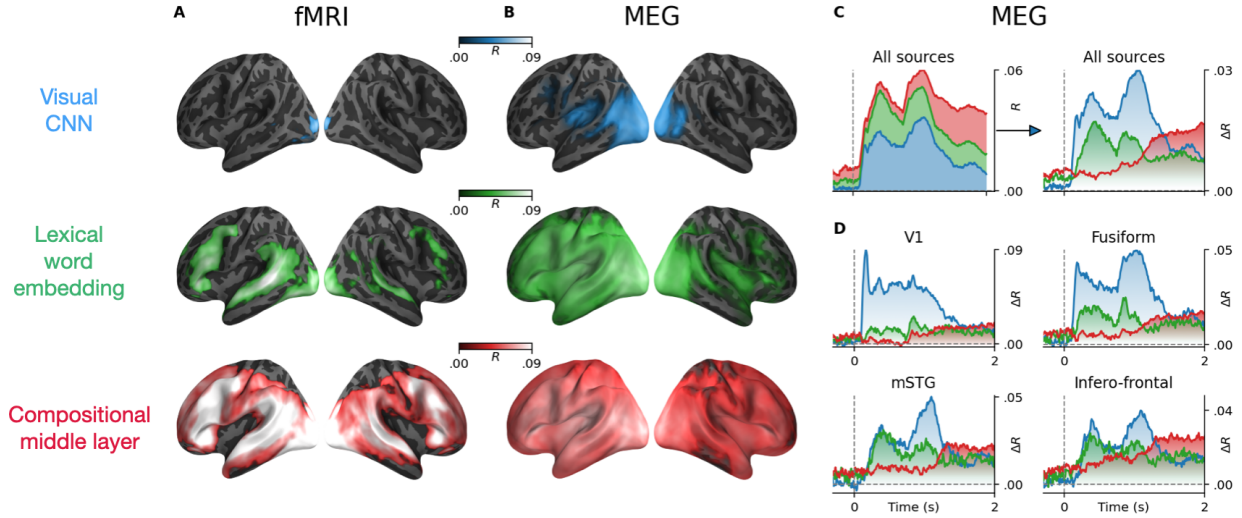 A
fMRI
B
MEG
C
MEG
.00
R
.09
Visual
CNN
All sources
.06
R
.00
All sources
.03
ΔR
.00
.00
R
.09
Lexical
word
embedding
D
V1
.09
ΔR
.00
0
2
Fusiform
.05
ΔR
.00
0
2
.00
R
.09
Compositional
middle layer
mSTG
.05
ΔR
.00
0
Time (s)
2
Infero-frontal
.04
ΔR
.00
0
Time (s)
2